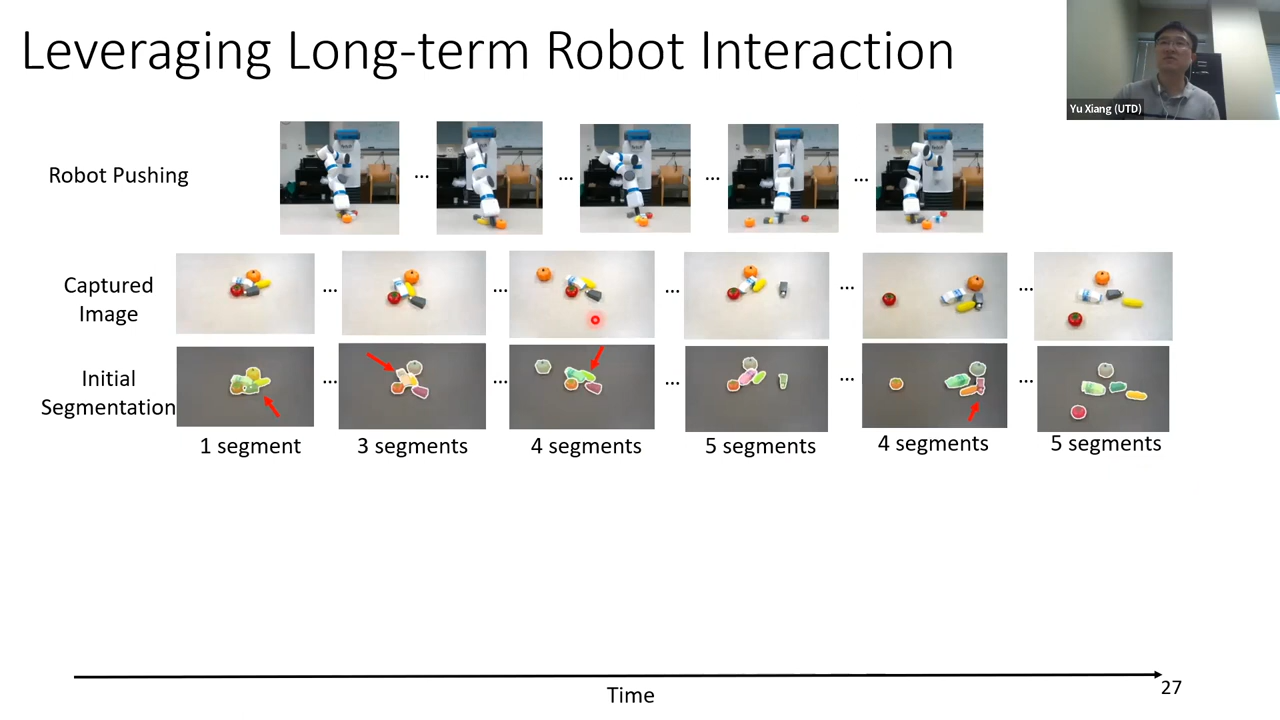 Leveraging Long-term Robot Interaction
Yu Xiang (UTD)
Robot Pushing
... ... ... ...
Captured
Image
... ... ... ... ...
Initial
Segmentation
... ... ... ... ...
1 segment 3 segments 4 segments 5 segments 4 segments 5 segments
Time
27